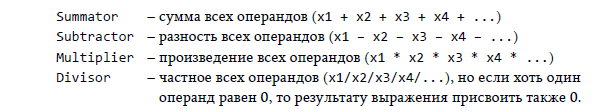 Summator – сумма всех операндов (x1 + x2 + x3 + x4 + ...)
Subtractor – разность всех операндов (x1 – x2 – x3 – x4 – ...)
Multiplier – произведение всех операндов (x1 * x2 * x3 * x4 * ...)
Divisor – частное всех операндов (x1/x2/x3/x4/...), но если хоть один
операнд равен 0, то результату выражения присвоить также 0.